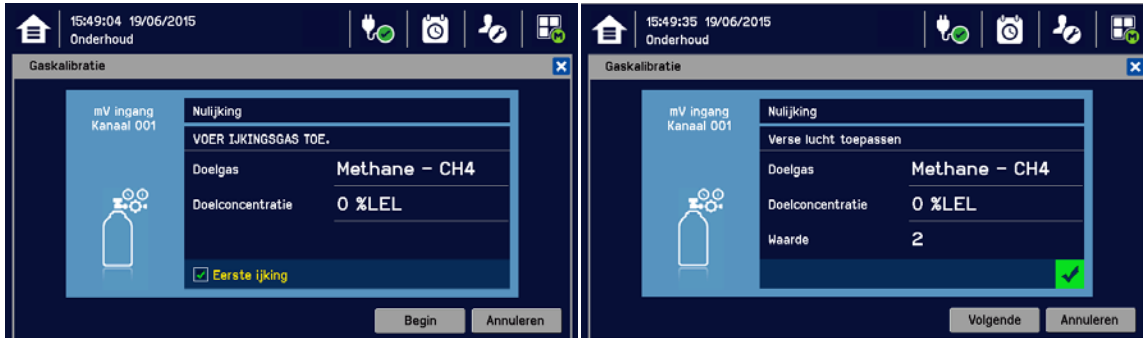 15:49:04 19/06/2015
Onderhoud
Gaskalibratie
mV ingang
Kanaal 001
Nulijking
VOER IJKINGSGAS TOE.
Doelgas
Methane - CH4
Doelconcentratie
0 %LEL
Eerste ijking
Begin
Annuleren
15:49:35 19/06/2015
Onderhoud
Gaskalibratie
mV ingang
Kanaal 001
Nulijking
Verse lucht toepassen
Doelgas
Methane - CH4
Doelconcentratie
0 %LEL
Waarde
2
Volgende
Annuleren